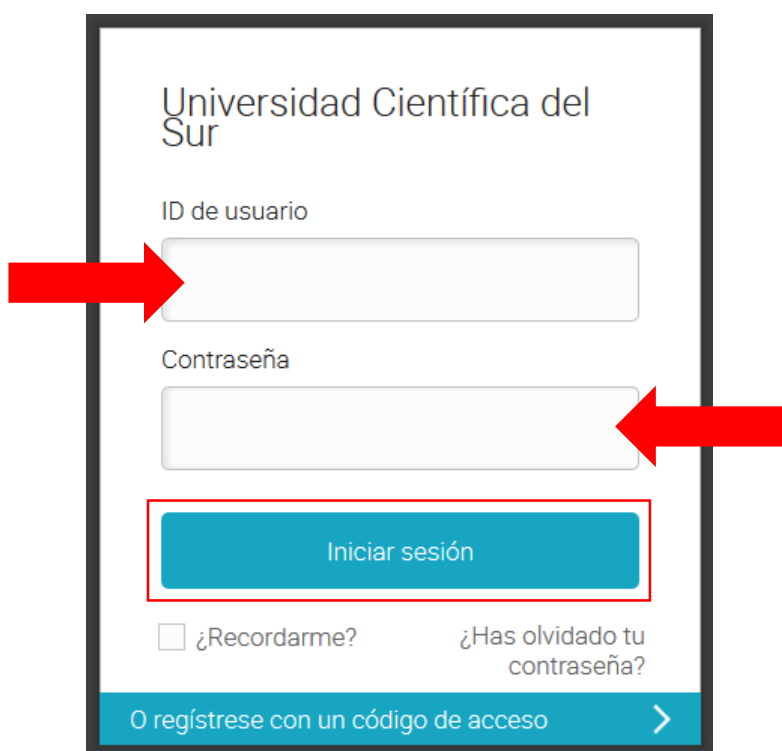 Universidad Científica del
Sur
ID de usuario
Contraseña
Iniciar sesión
¿Recordarme?
¿Has olvidado tu
contraseña?
O regístrese con un código de acceso